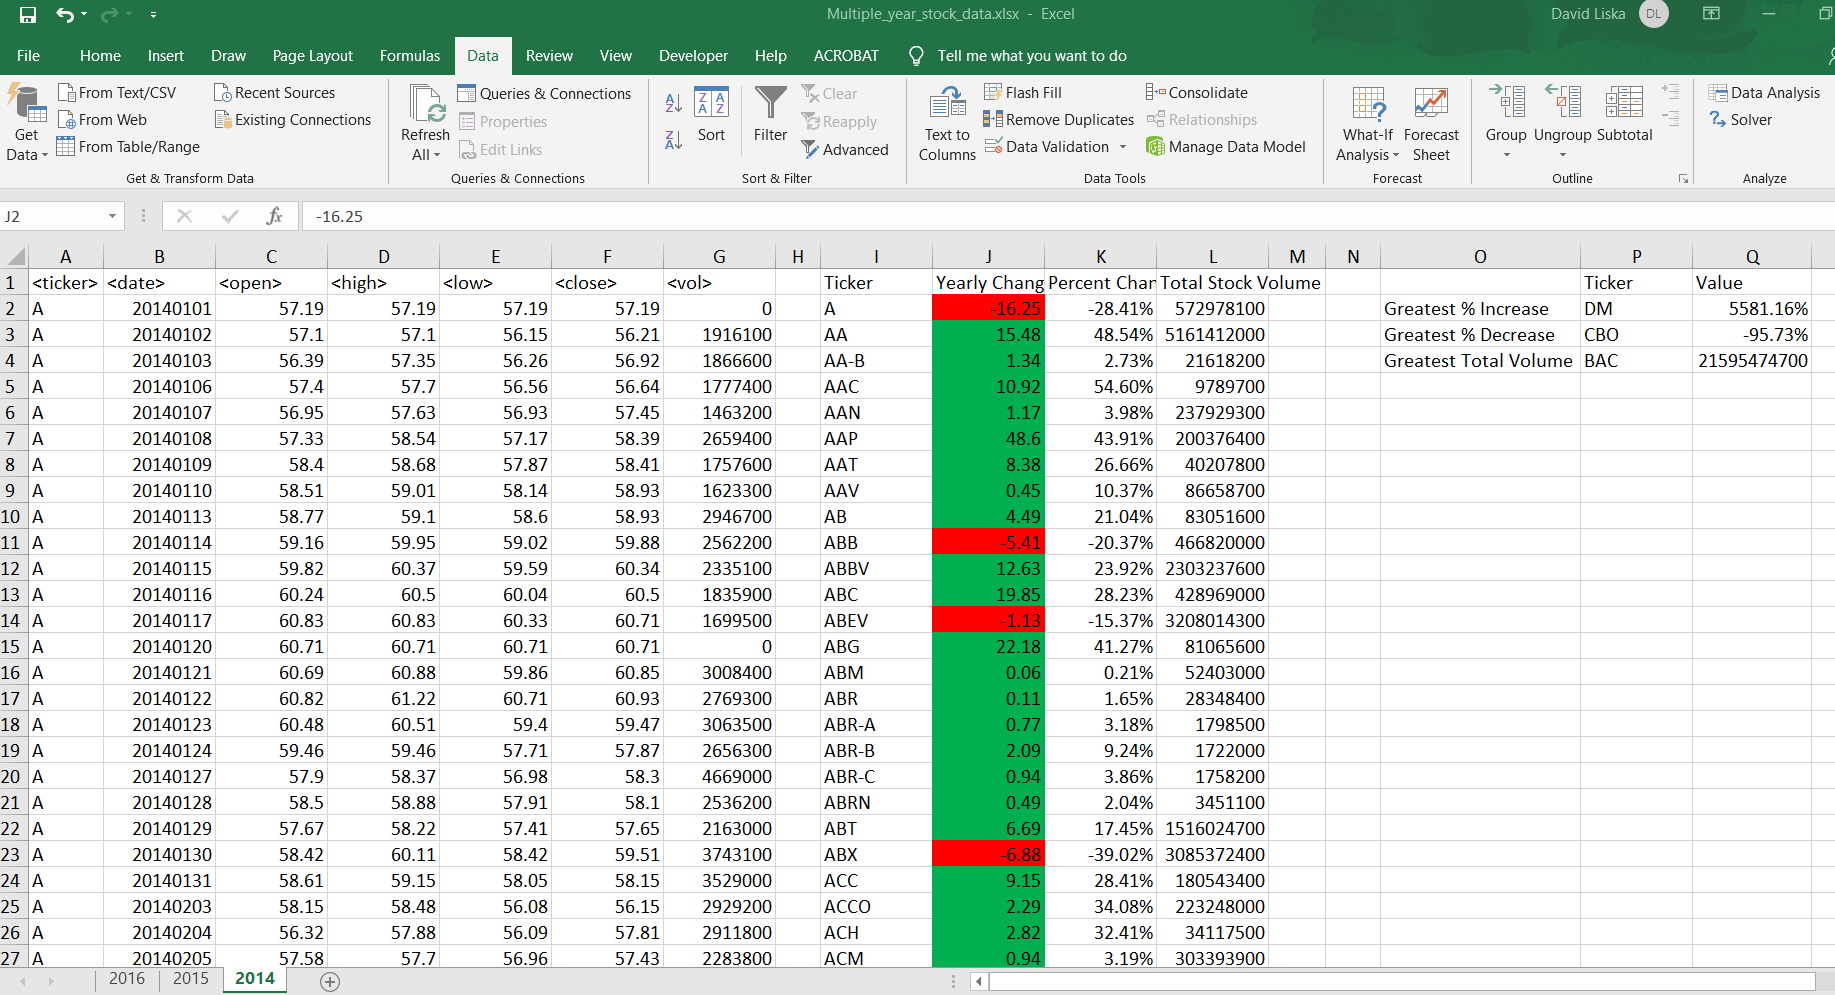 Multiple_year_stock_data.xlsx - Excel David Liska DL
File Home Insert Draw Page Layout Formulas Data Review View Developer Help ACROBAT Tell me what you want to do
From Text/CSV Recent Sources Queries & Connections Clear Flash Fill Consolidate Data Analysis
From Web Existing Connections Properties Reapply Remove Duplicates Relationships Solver
Get Data From Table/Range Refresh All Edit Links Sort Filter Advanced Text to Columns Data Validation Manage Data Model What-If Analysis Forecast Sheet Group Ungroup Subtotal
Get & Transform Data Queries & Connections Sort & Filter Data Tools Forecast Outline Analyze
J2 fx -16.25
A B C D E F G H I J K L M N O P Q
1 <ticker> <date> <open> <high> <low> <close> <vol> Ticker Yearly Chang Percent Chan Total Stock Volume Ticker Value
2 A 20140101 57.19 57.19 57.19 57.19 0 A -16.25 -28.41% 572978100 Greatest % Increase DM 5581.16%
3 A 20140102 57.1 57.1 56.15 56.21 1916100 AA 15.48 48.54% 5161412000 Greatest % Decrease CBO -95.73%
4 A 20140103 56.39 57.35 56.26 56.92 1866600 AA-B 1.34 2.73% 21618200 Greatest Total Volume BAC 21595474700
5 A 20140106 57.4 57.7 56.56 56.64 1777400 AAC 10.92 54.60% 9789700
6 A 20140107 56.95 57.63 56.93 57.45 1463200 AAN 1.17 3.98% 237929300
7 A 20140108 57.33 58.54 57.17 58.39 2659400 AAP 48.6 43.91% 200376400
8 A 20140109 58.4 58.68 57.87 58.41 1757600 AAT 8.38 26.66% 40207800
9 A 20140110 58.51 59.01 58.14 58.93 1623300 AAV 0.45 10.37% 86658700
10 A 20140113 58.77 59.1 58.6 58.93 2946700 AB 4.49 21.04% 83051600
11 A 20140114 59.16 59.95 59.02 59.88 2562200 ABB -5.41 -20.37% 466820000
12 A 20140115 59.82 60.37 59.59 60.34 2335100 ABBV 12.63 23.92% 2303237600
13 A 20140116 60.24 60.5 60.04 60.5 1835900 ABC 19.85 28.23% 428969000
14 A 20140117 60.83 60.83 60.33 60.71 1699500 ABEV -1.13 -15.37% 3208014300
15 A 20140120 60.71 60.71 60.71 60.71 0 ABG 22.18 41.27% 81065600
16 A 20140121 60.69 60.88 59.86 60.85 3008400 ABM 0.06 0.21% 52403000
17 A 20140122 60.82 61.22 60.71 60.93 2769300 ABR 0.11 1.65% 28348400
18 A 20140123 60.48 60.51 59.4 59.47 3063500 ABR-A 0.77 3.18% 1798500
19 A 20140124 59.46 59.46 57.71 57.87 2656300 ABR-B 2.09 9.24% 1722000
20 A 20140127 57.9 58.37 56.98 58.3 4669000 ABR-C 0.94 3.86% 1758200
21 A 20140128 58.5 58.88 57.91 58.1 2536200 ABRN 0.49 2.04% 3451100
22 A 20140129 57.67 58.22 57.41 57.65 2163000 ABT 6.69 17.45% 1516024700
23 A 20140130 58.42 60.11 58.42 59.51 3743100 ABX -6.88 -39.02% 3085372400
24 A 20140131 58.61 59.15 58.05 58.15 3529000 ACC 9.15 28.41% 180543400
25 A 20140203 58.15 58.48 56.08 56.15 2929200 ACCO 2.29 34.08% 223248000
26 A 20140204 56.32 57.88 56.09 57.81 2911800 ACH 2.82 32.41% 34117500
27 A 20140205 57.58 57.7 56.96 57.43 2283800 ACM 0.94 3.19% 303393900
2016 2015 2014